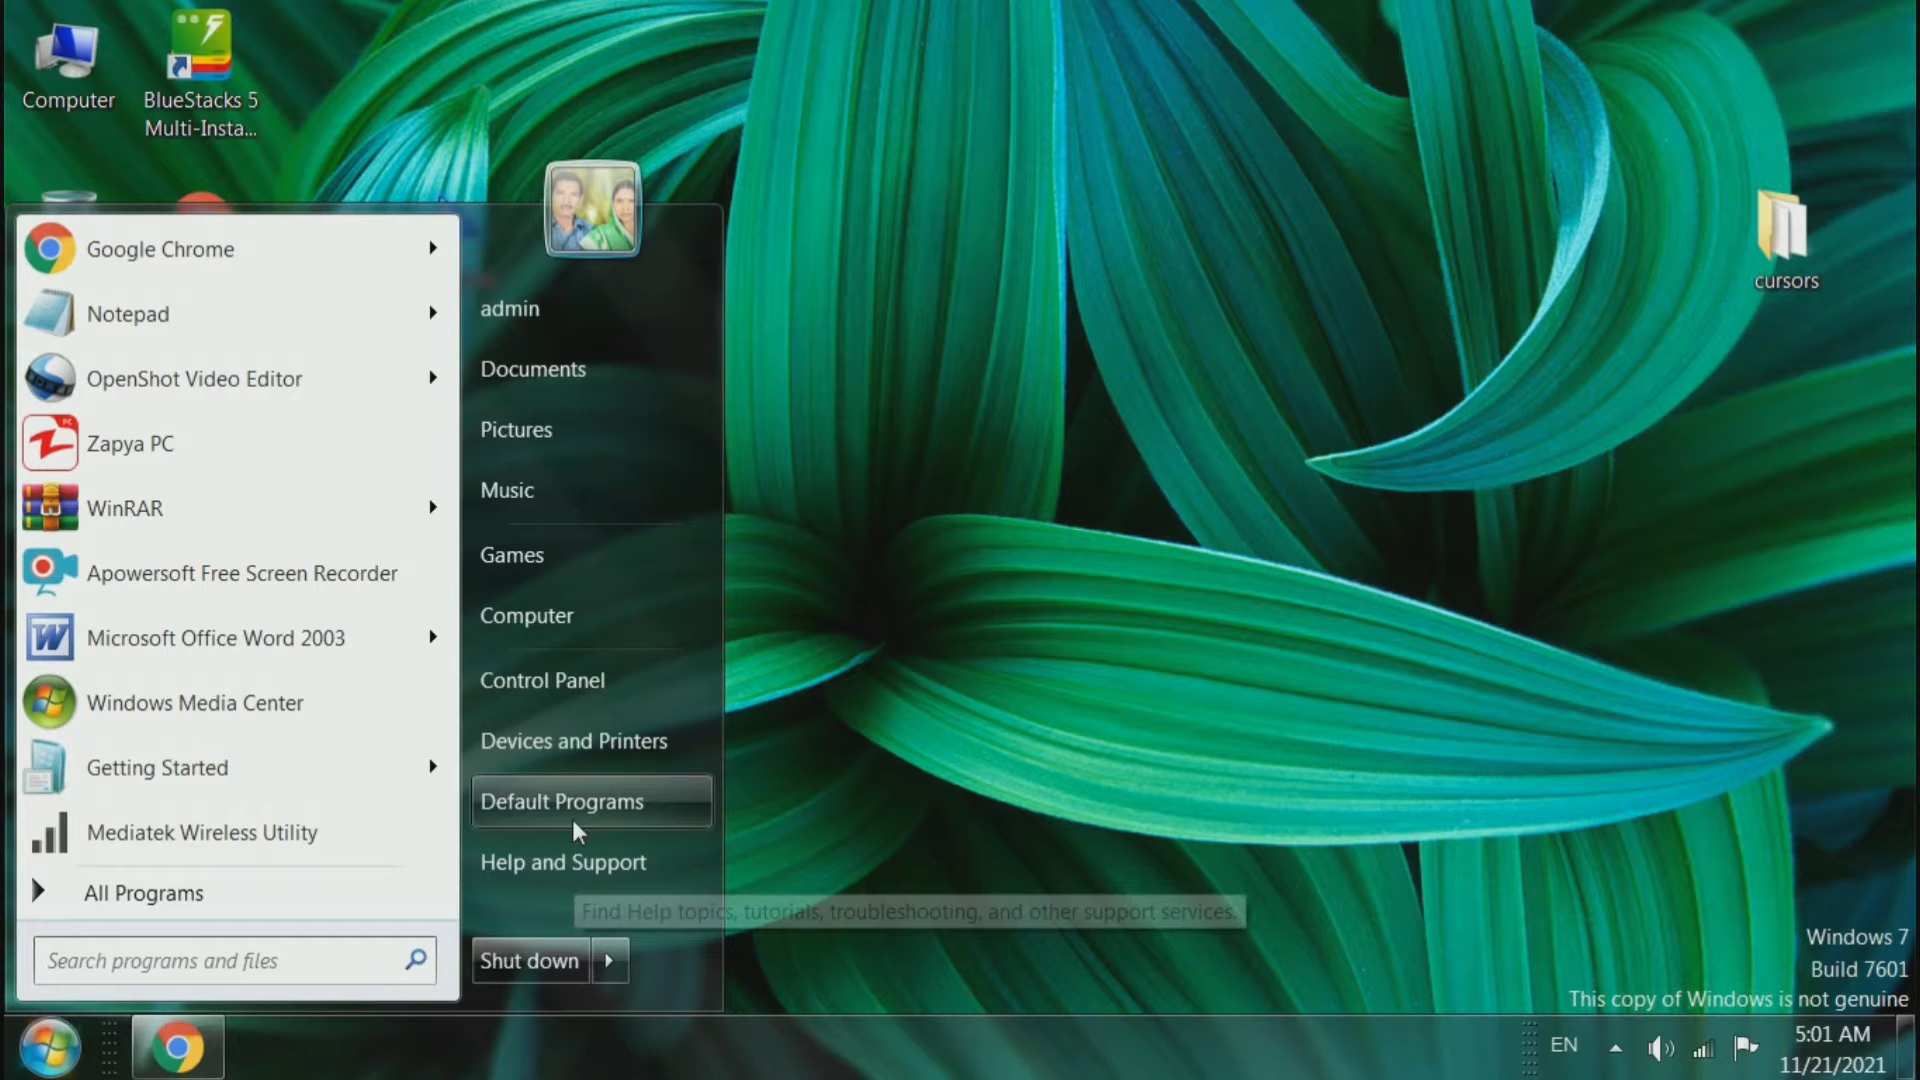 Computer
BlueStacks 5
Multi-Insta...
cursors
Google Chrome
Notepad
OpenShot Video Editor
Zapya PC
WinRAR
Apowersoft Free Screen Recorder
Microsoft Office Word 2003
Windows Media Center
Getting Started
Mediatek Wireless Utility
All Programs
Search programs and files
admin
Documents
Pictures
Music
Games
Computer
Control Panel
Devices and Printers
Default Programs
Help and Support
Find Help topics, tutorials, troubleshooting, and other support services.
Shut down
Windows 7
Build 7601
This copy of Windows is not genuine
EN
5:01 AM
11/21/2021